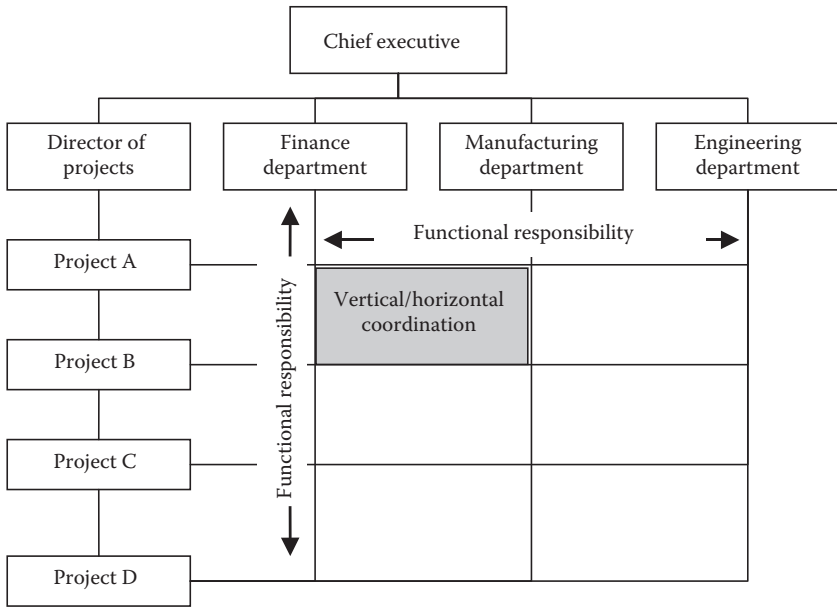 Chief executive
Director of
projects
Finance
department
Manufacturing
department
Engineering
department
Functional responsibility
Project A
Vertical/horizontal
coordination
Functional responsibility
Project B
Project C
Project D